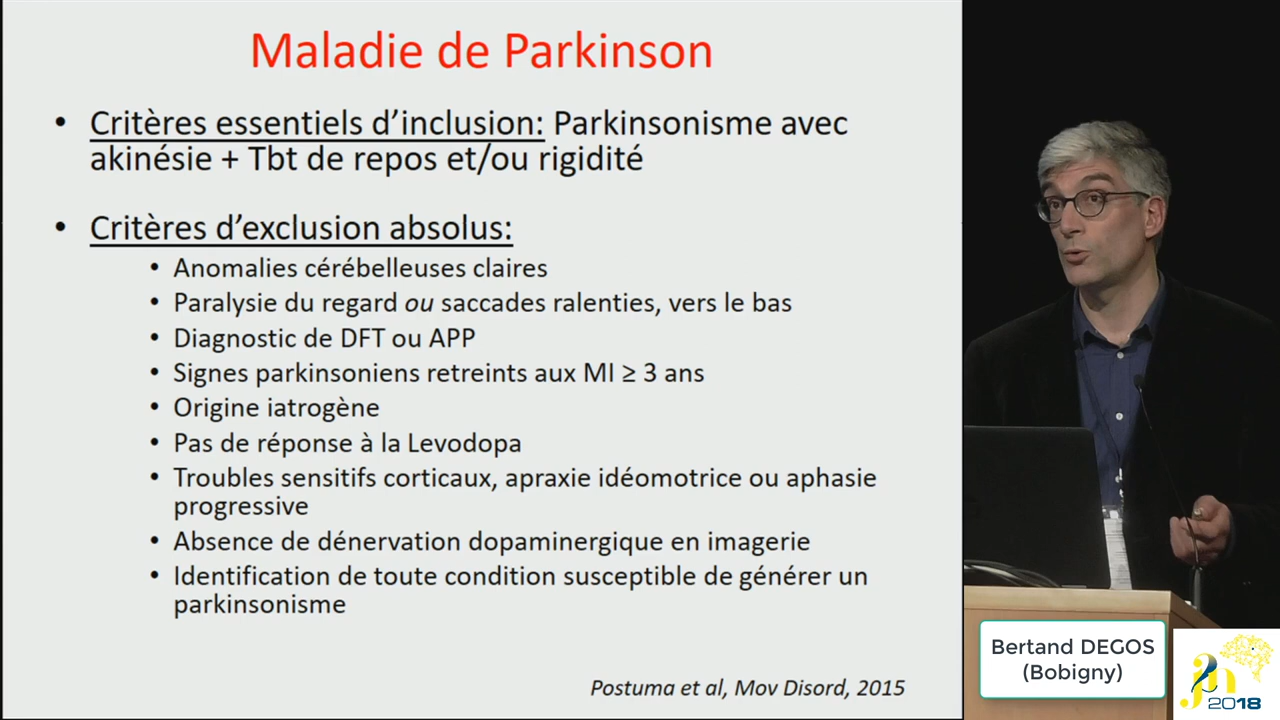 Maladie de Parkinson
• Critères essentiels d’inclusion: Parkinsonisme avec
akinésie + Tbt de repos et/ou rigidité
• Critères d’exclusion absolus:
• Anomalies cérébelleuses claires
• Paralysie du regard ou saccades ralenties, vers le bas
• Diagnostic de DFT ou APP
• Signes parkinsoniens retreints aux MI ≥ 3 ans
• Origine iatrogène
• Pas de réponse à la Levodopa
• Troubles sensitifs corticaux, apraxie idéomotrice ou aphasie
progressive
• Absence de dénervation dopaminergique en imagerie
• Identification de toute condition susceptible de générer un
parkinsonisme
Postuma et al, Mov Disord, 2015
Bertand DEGOS
(Bobigny)
2018